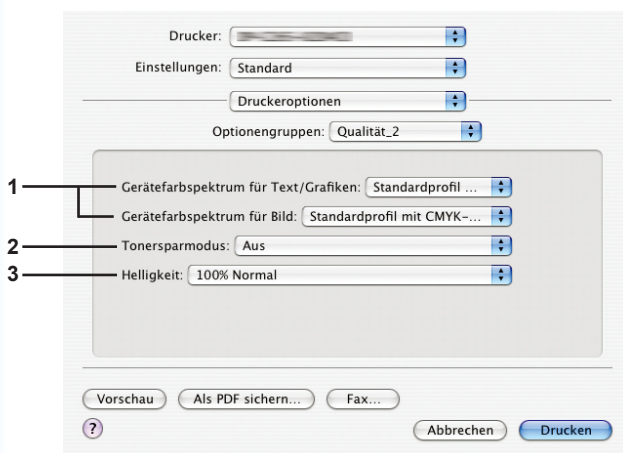 Drucker:
Einstellungen: Standard
Druckeroptionen
Optionengruppen: Qualität_2
1 Gerätefarbspektrum für Text/Grafiken: Standardprofil ...
Gerätefarbspektrum für Bild: Standardprofil mit CMYK-...
2 Tonersparmodus: Aus
3 Helligkeit: 100% Normal
Vorschau Als PDF sichern... Fax...
? Abbrechen Drucken